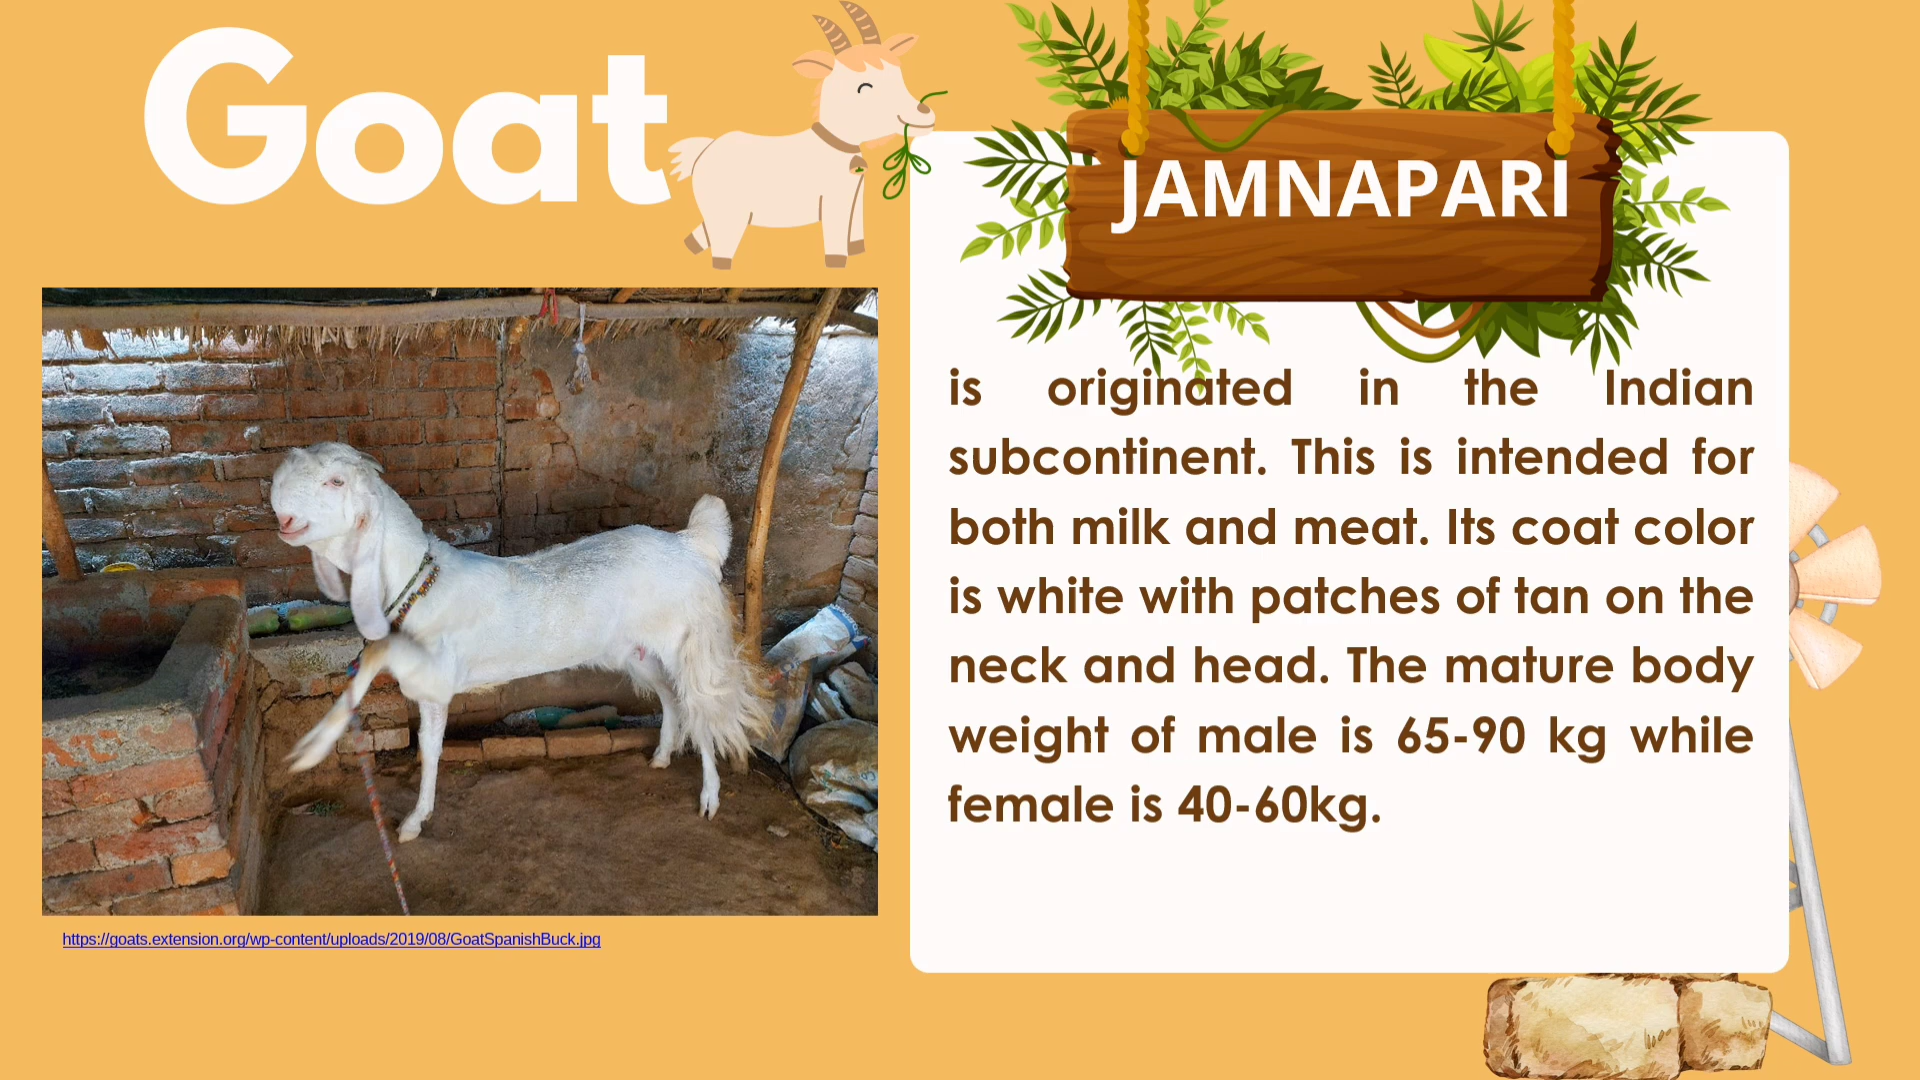 Goat
JAMNAPARI
is originated in the Indian
subcontinent. This is intended for
both milk and meat. Its coat color
is white with patches of tan on the
neck and head. The mature body
weight of male is 65-90 kg while
female is 40-60kg.
https://goats.extension.org/wp-content/uploads/2019/08/GoatSpanishBuck.jpg